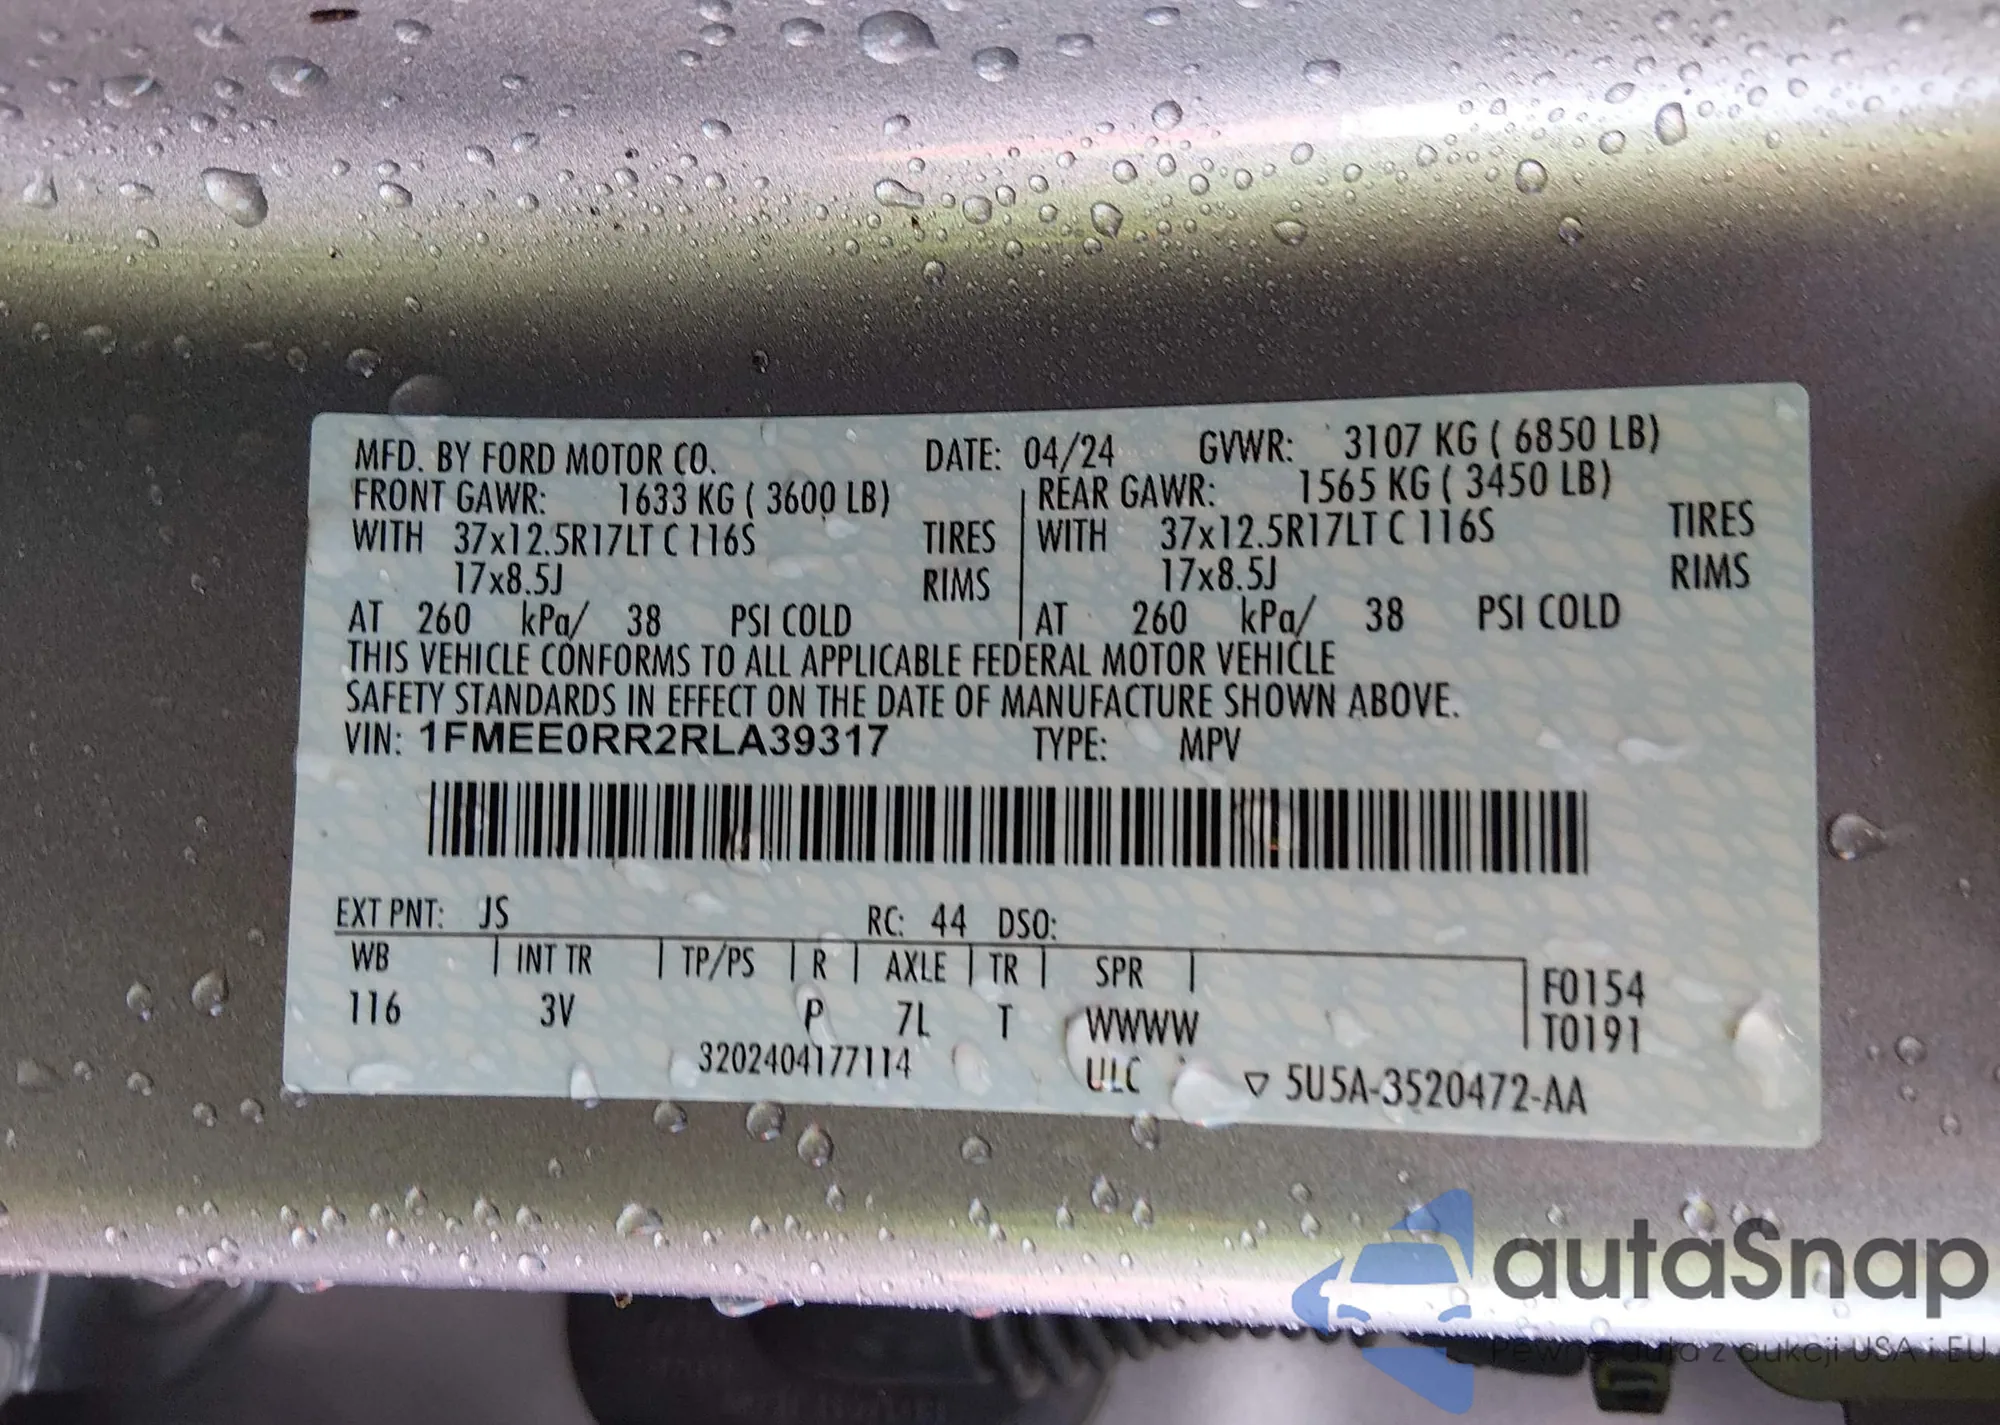 MFD. BY FORD MOTOR CO. DATE: 04/24 GVWR: 3107 KG ( 6850 LB)
FRONT GAWR: 1633 KG ( 3600 LB) REAR GAWR: 1565 KG ( 3450 LB)
WITH 37x12.5R17LT C 116S TIRES WITH 37x12.5R17LT C 116S TIRES
17x8.5J RIMS 17x8.5J RIMS
AT 260 kPa/ 38 PSI COLD AT 260 kPa/ 38 PSI COLD
THIS VEHICLE CONFORMS TO ALL APPLICABLE FEDERAL MOTOR VEHICLE
SAFETY STANDARDS IN EFFECT ON THE DATE OF MANUFACTURE SHOWN ABOVE.
VIN: 1FMEE0RR2RLA39317 TYPE: MPV
EXT PNT: JS RC: 44 DSO:
WB INT TR TP/PS R AXLE TR SPR F0154
116 3V P 7L T WWWW T0191
3202404177114 ULC ▽ 5U5A-3520472-AA
autaSnap
Pewne auta z aukcji USA i EU